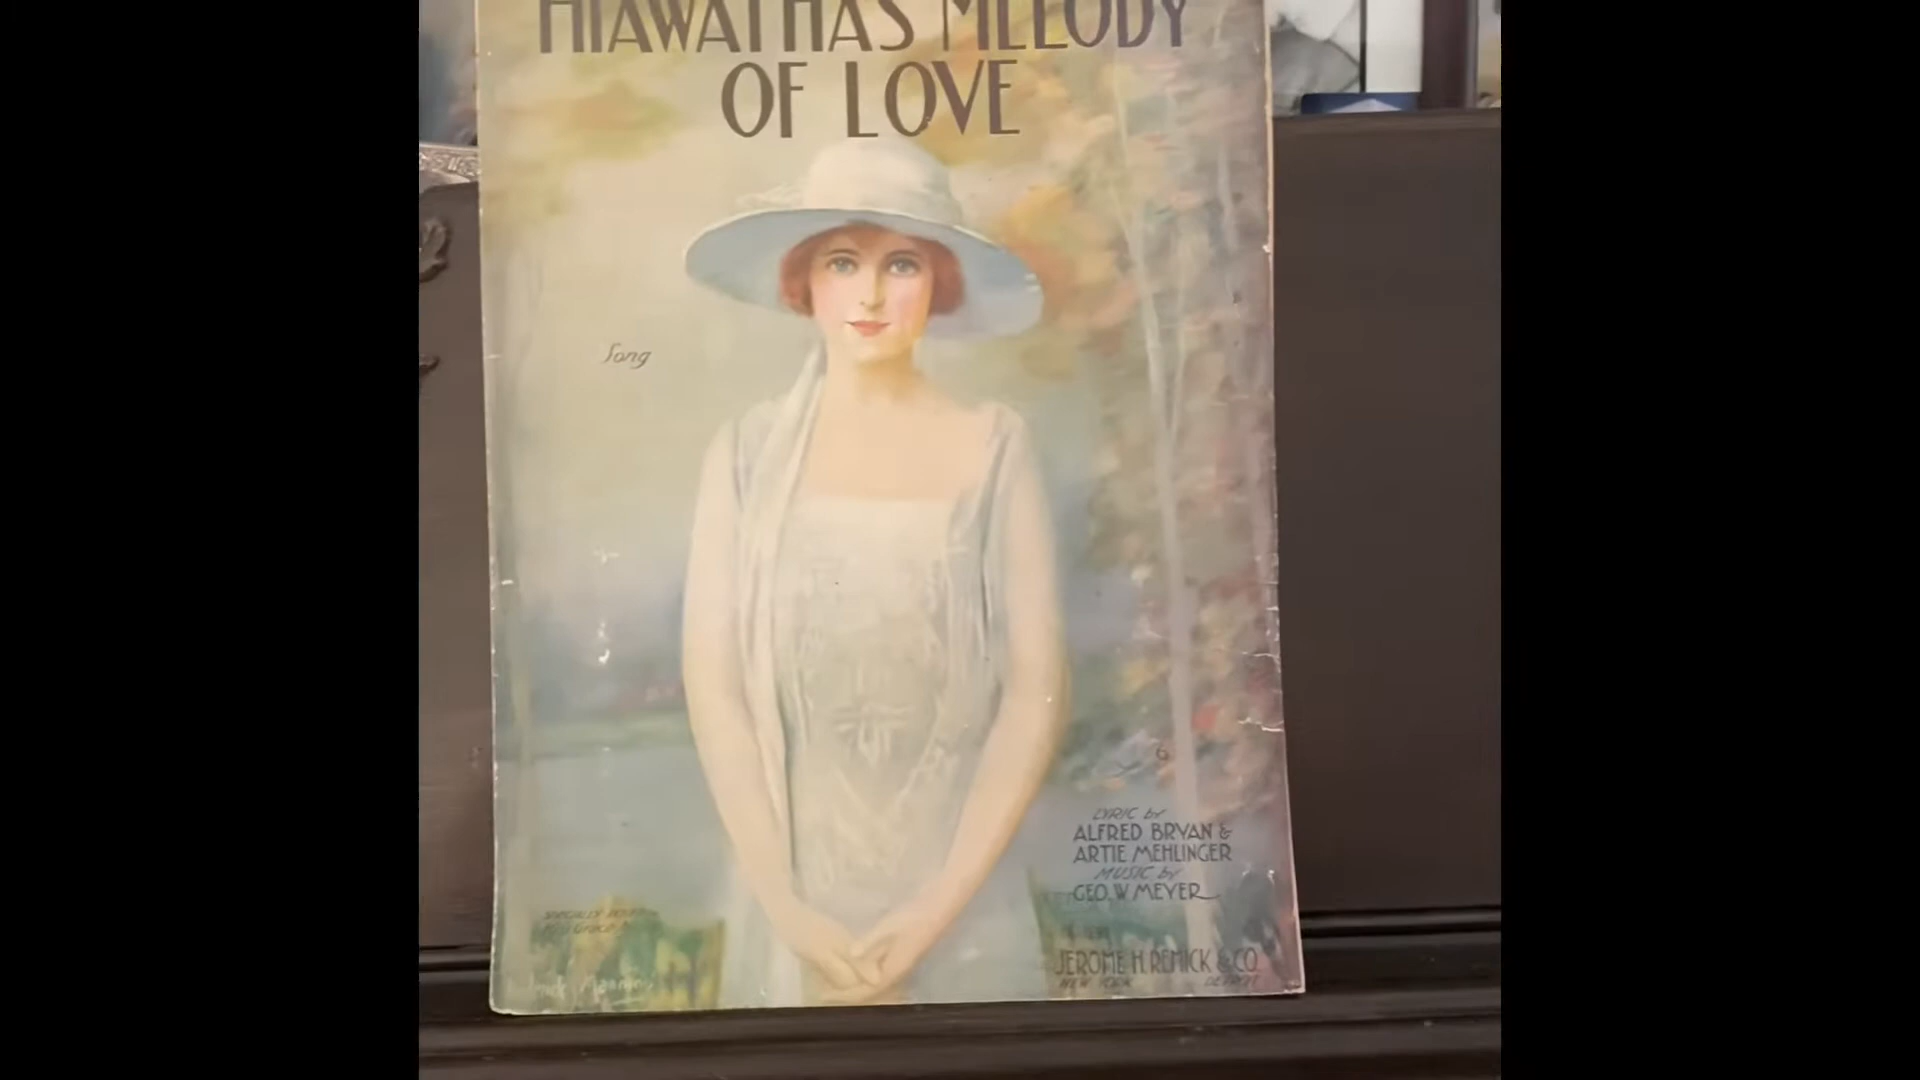 HIAWATHA'S MELODY
OF LOVE
Song
LYRIC by
ALFRED BRYAN &
ARTIE MEHLINGER
MUSIC by
GEO. W. MEYER
JEROME H. REMICK & CO.
NEW YORK DETROIT